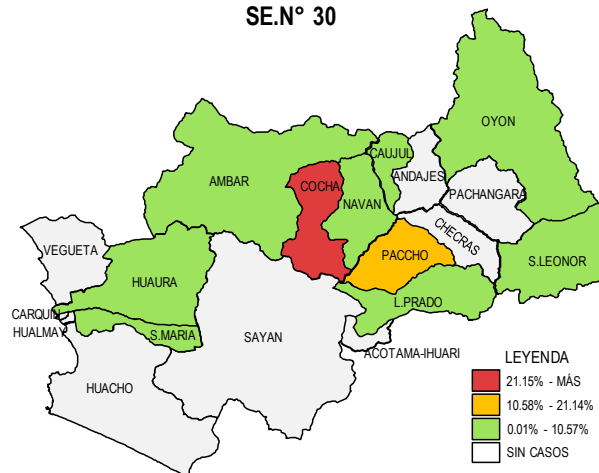 SE.N° 30
OYON
CAUJUL
ANDAJES
AMBAR
COCHA
NAVAN
PACHANGARA
CHECRAS
VEGUETA
PACCHO
S.LEONOR
HUAURA
L.PRADO
CARQUIN
HUALMAY
S.MARIA
SAYAN
ACOTAMA-IHUARI
HUACHO
LEYENDA
21.15% - MÁS
10.58% - 21.14%
0.01% - 10.57%
SIN CASOS